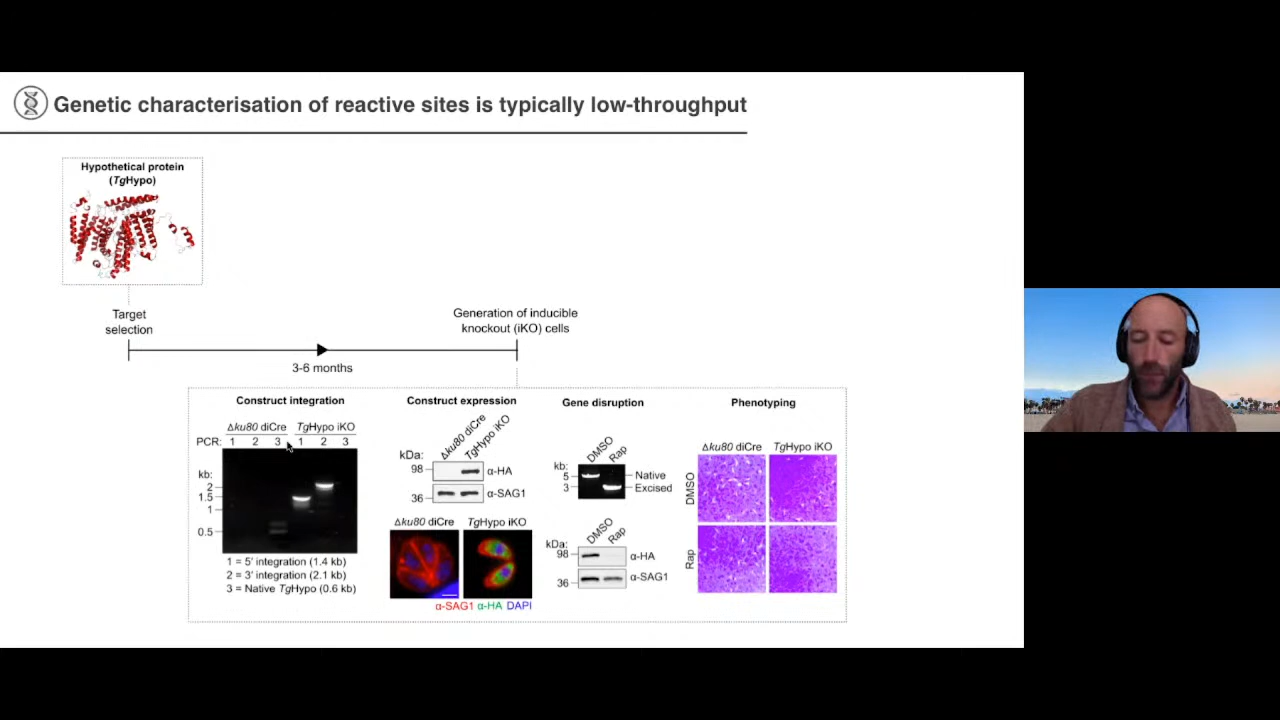 Genetic characterisation of reactive sites is typically low-throughput
Hypothetical protein
(TgHypo)
Target
selection
3-6 months
Generation of inducible
knockout (iKO) cells
Construct integration
Δku80 diCre TgHypo iKO
PCR: 1 2 3 1 2 3
kb:
2
1.5
1
0.5
1 = 5' integration (1.4 kb)
2 = 3' integration (2.1 kb)
3 = Native TgHypo (0.6 kb)
Construct expression
Δku80 diCre
TgHypo iKO
kDa:
98
α-HA
36
α-SAG1
Δku80 diCre TgHypo iKO
α-SAG1 α-HA DAPI
Gene disruption
DMSO
Rap
kb:
5
Native
3
Excised
DMSO
Rap
kDa:
98
α-HA
36
α-SAG1
Phenotyping
Δku80 diCre TgHypo iKO
DMSO
Rap